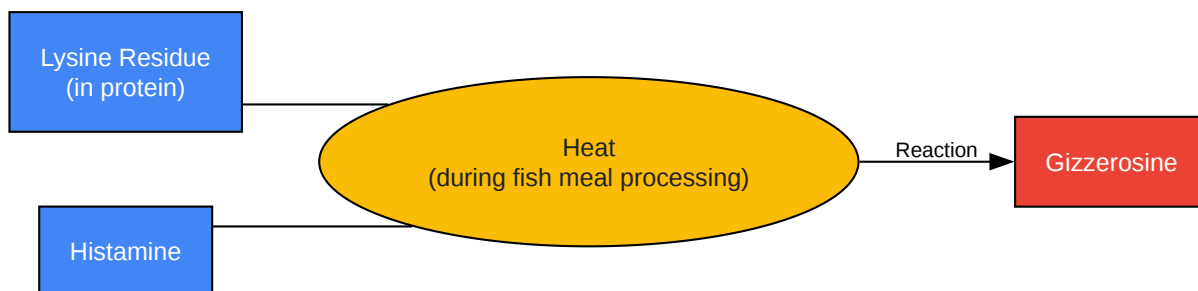 Lysine Residue
(in protein)
Heat
(during fish meal processing)
Reaction
Gizzerosine
Histamine